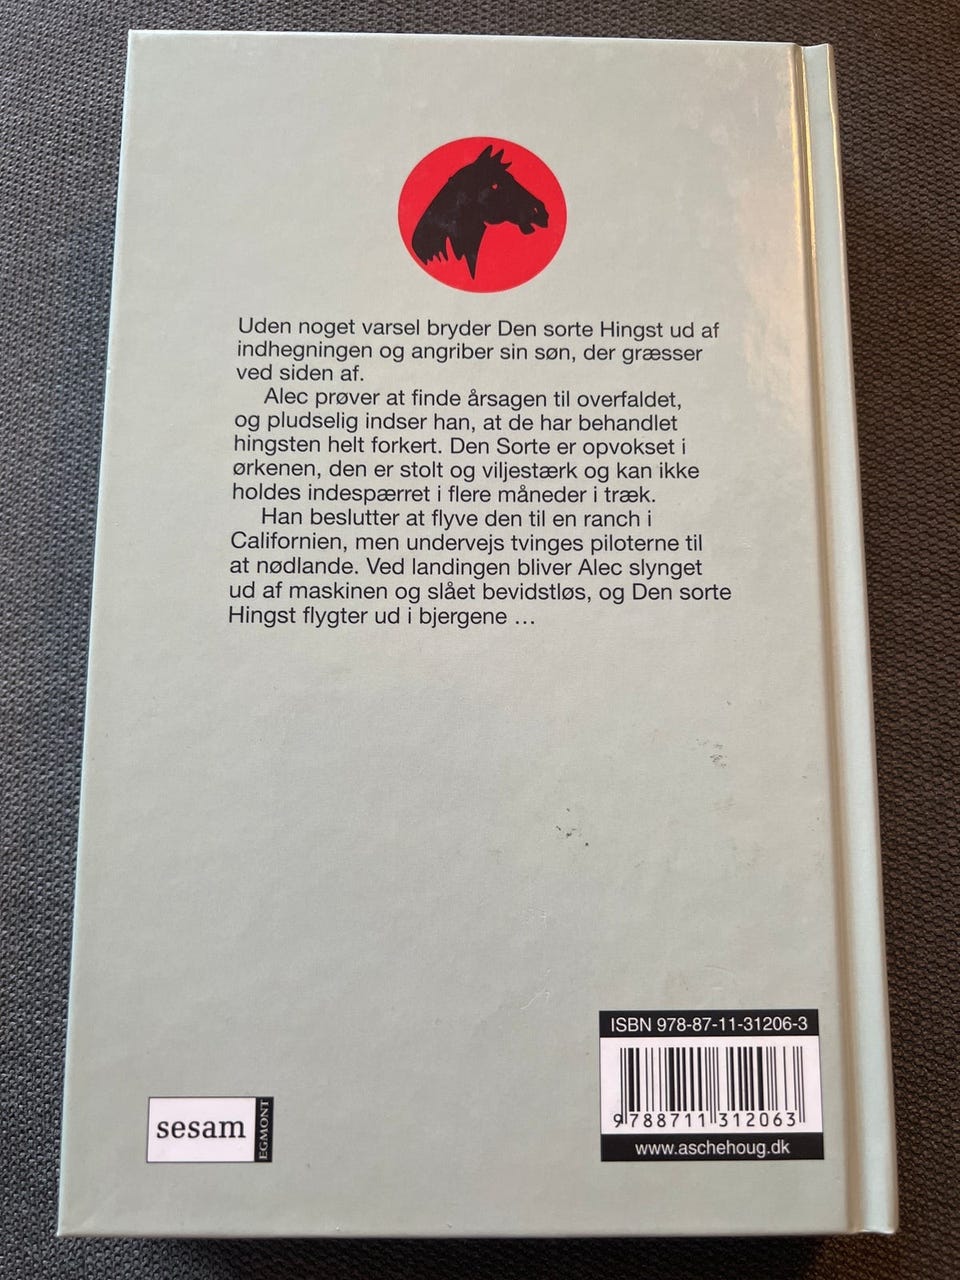 Uden noget varsel bryder Den sorte Hingst ud af
indhegningen og angriber sin søn, der græsser
ved siden af.
Alec prøver at finde årsagen til overfaldet,
og pludselig indser han, at de har behandlet
hingsten helt forkert. Den Sorte er opvokset i
ørkenen, den er stolt og viljestærk og kan ikke
holdes indespærret i flere måneder i træk.
Han beslutter at flyve den til en ranch i
Californien, men undervejs tvinges piloterne til
at nødlande. Ved landingen bliver Alec slynget
ud af maskinen og slået bevidstløs, og Den sorte
Hingst flygter ud i bjergene …
ISBN 978-87-11-31206-3
9 788711 312063
www.aschehoug.dk
sesam
EGMONT